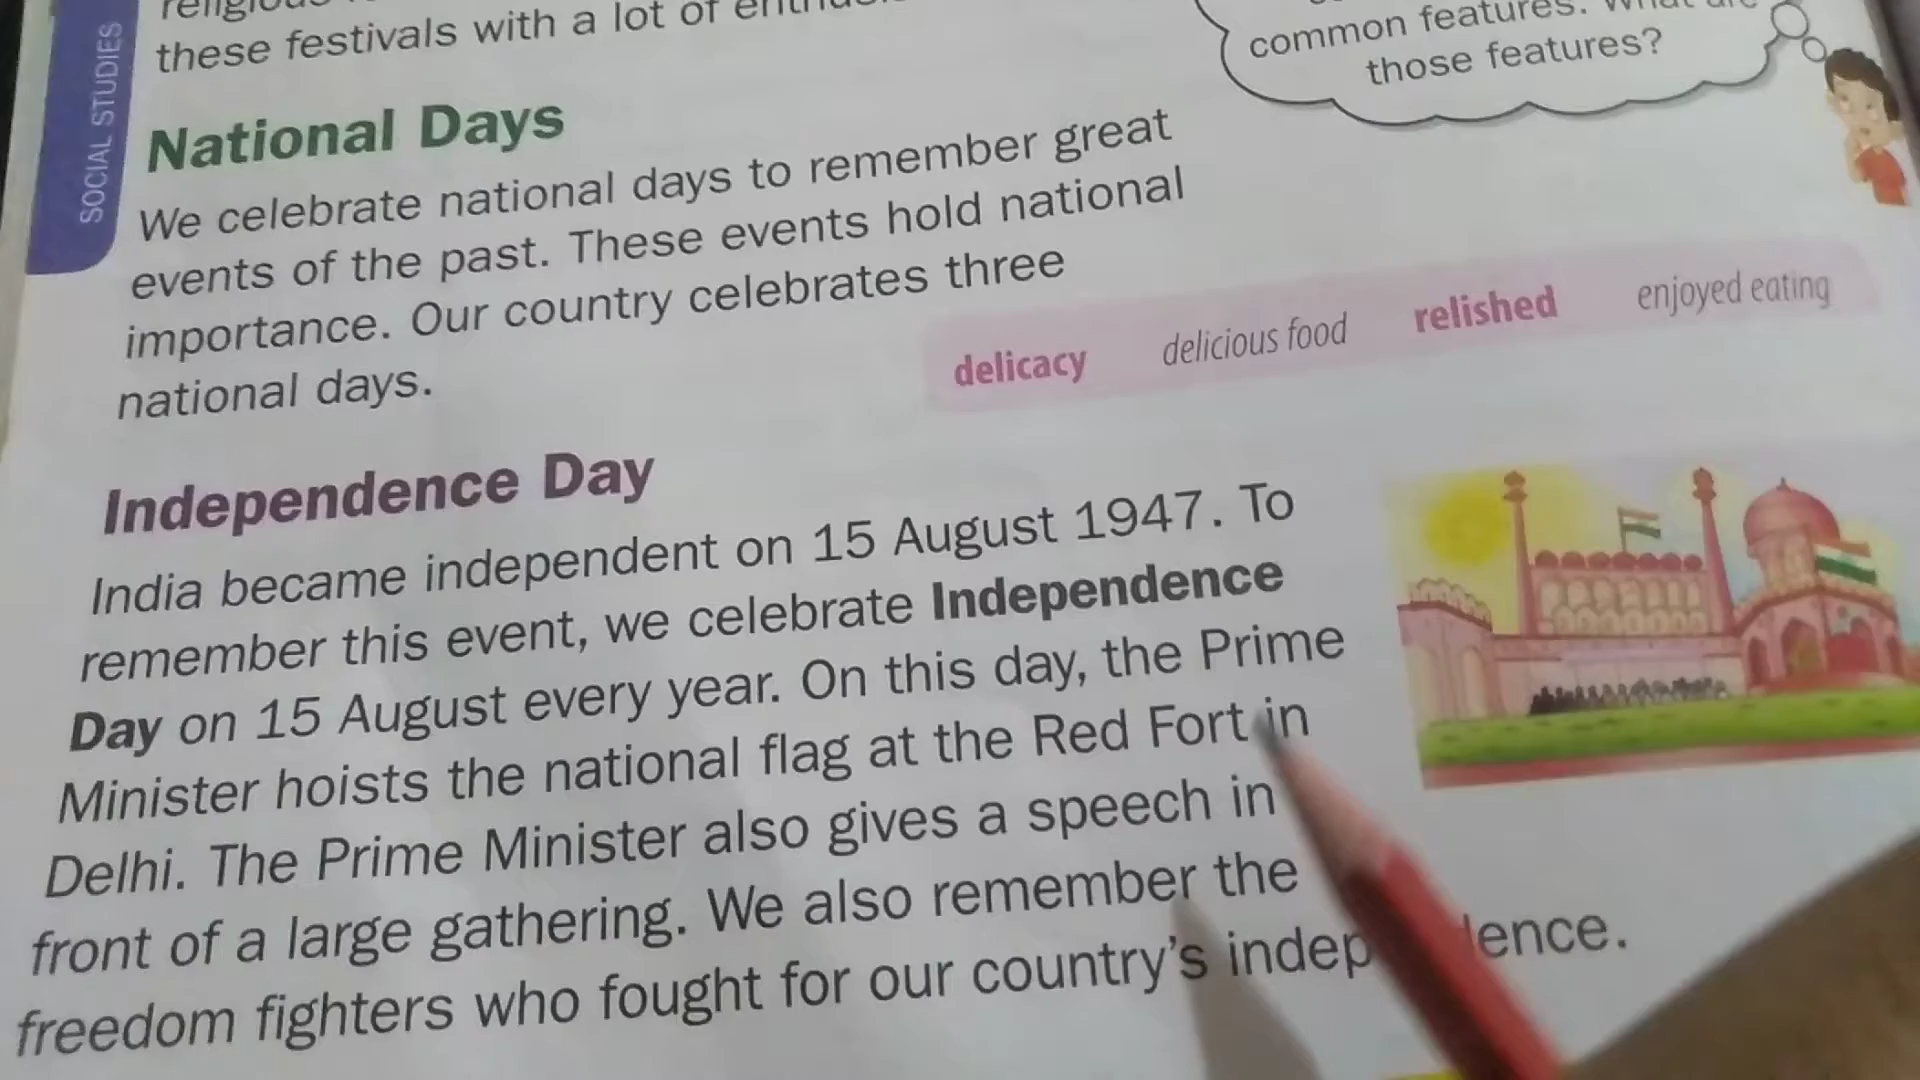 SOCIAL STUDIES
these festivals with a lot of
common features. What are
those features?
National Days
We celebrate national days to remember great
events of the past. These events hold national
importance. Our country celebrates three
national days.
delicacy delicious food relished enjoyed eating
Independence Day
India became independent on 15 August 1947. To
remember this event, we celebrate Independence
Day on 15 August every year. On this day, the Prime
Minister hoists the national flag at the Red Fort in
Delhi. The Prime Minister also gives a speech in
front of a large gathering. We also remember the
freedom fighters who fought for our country's independence.